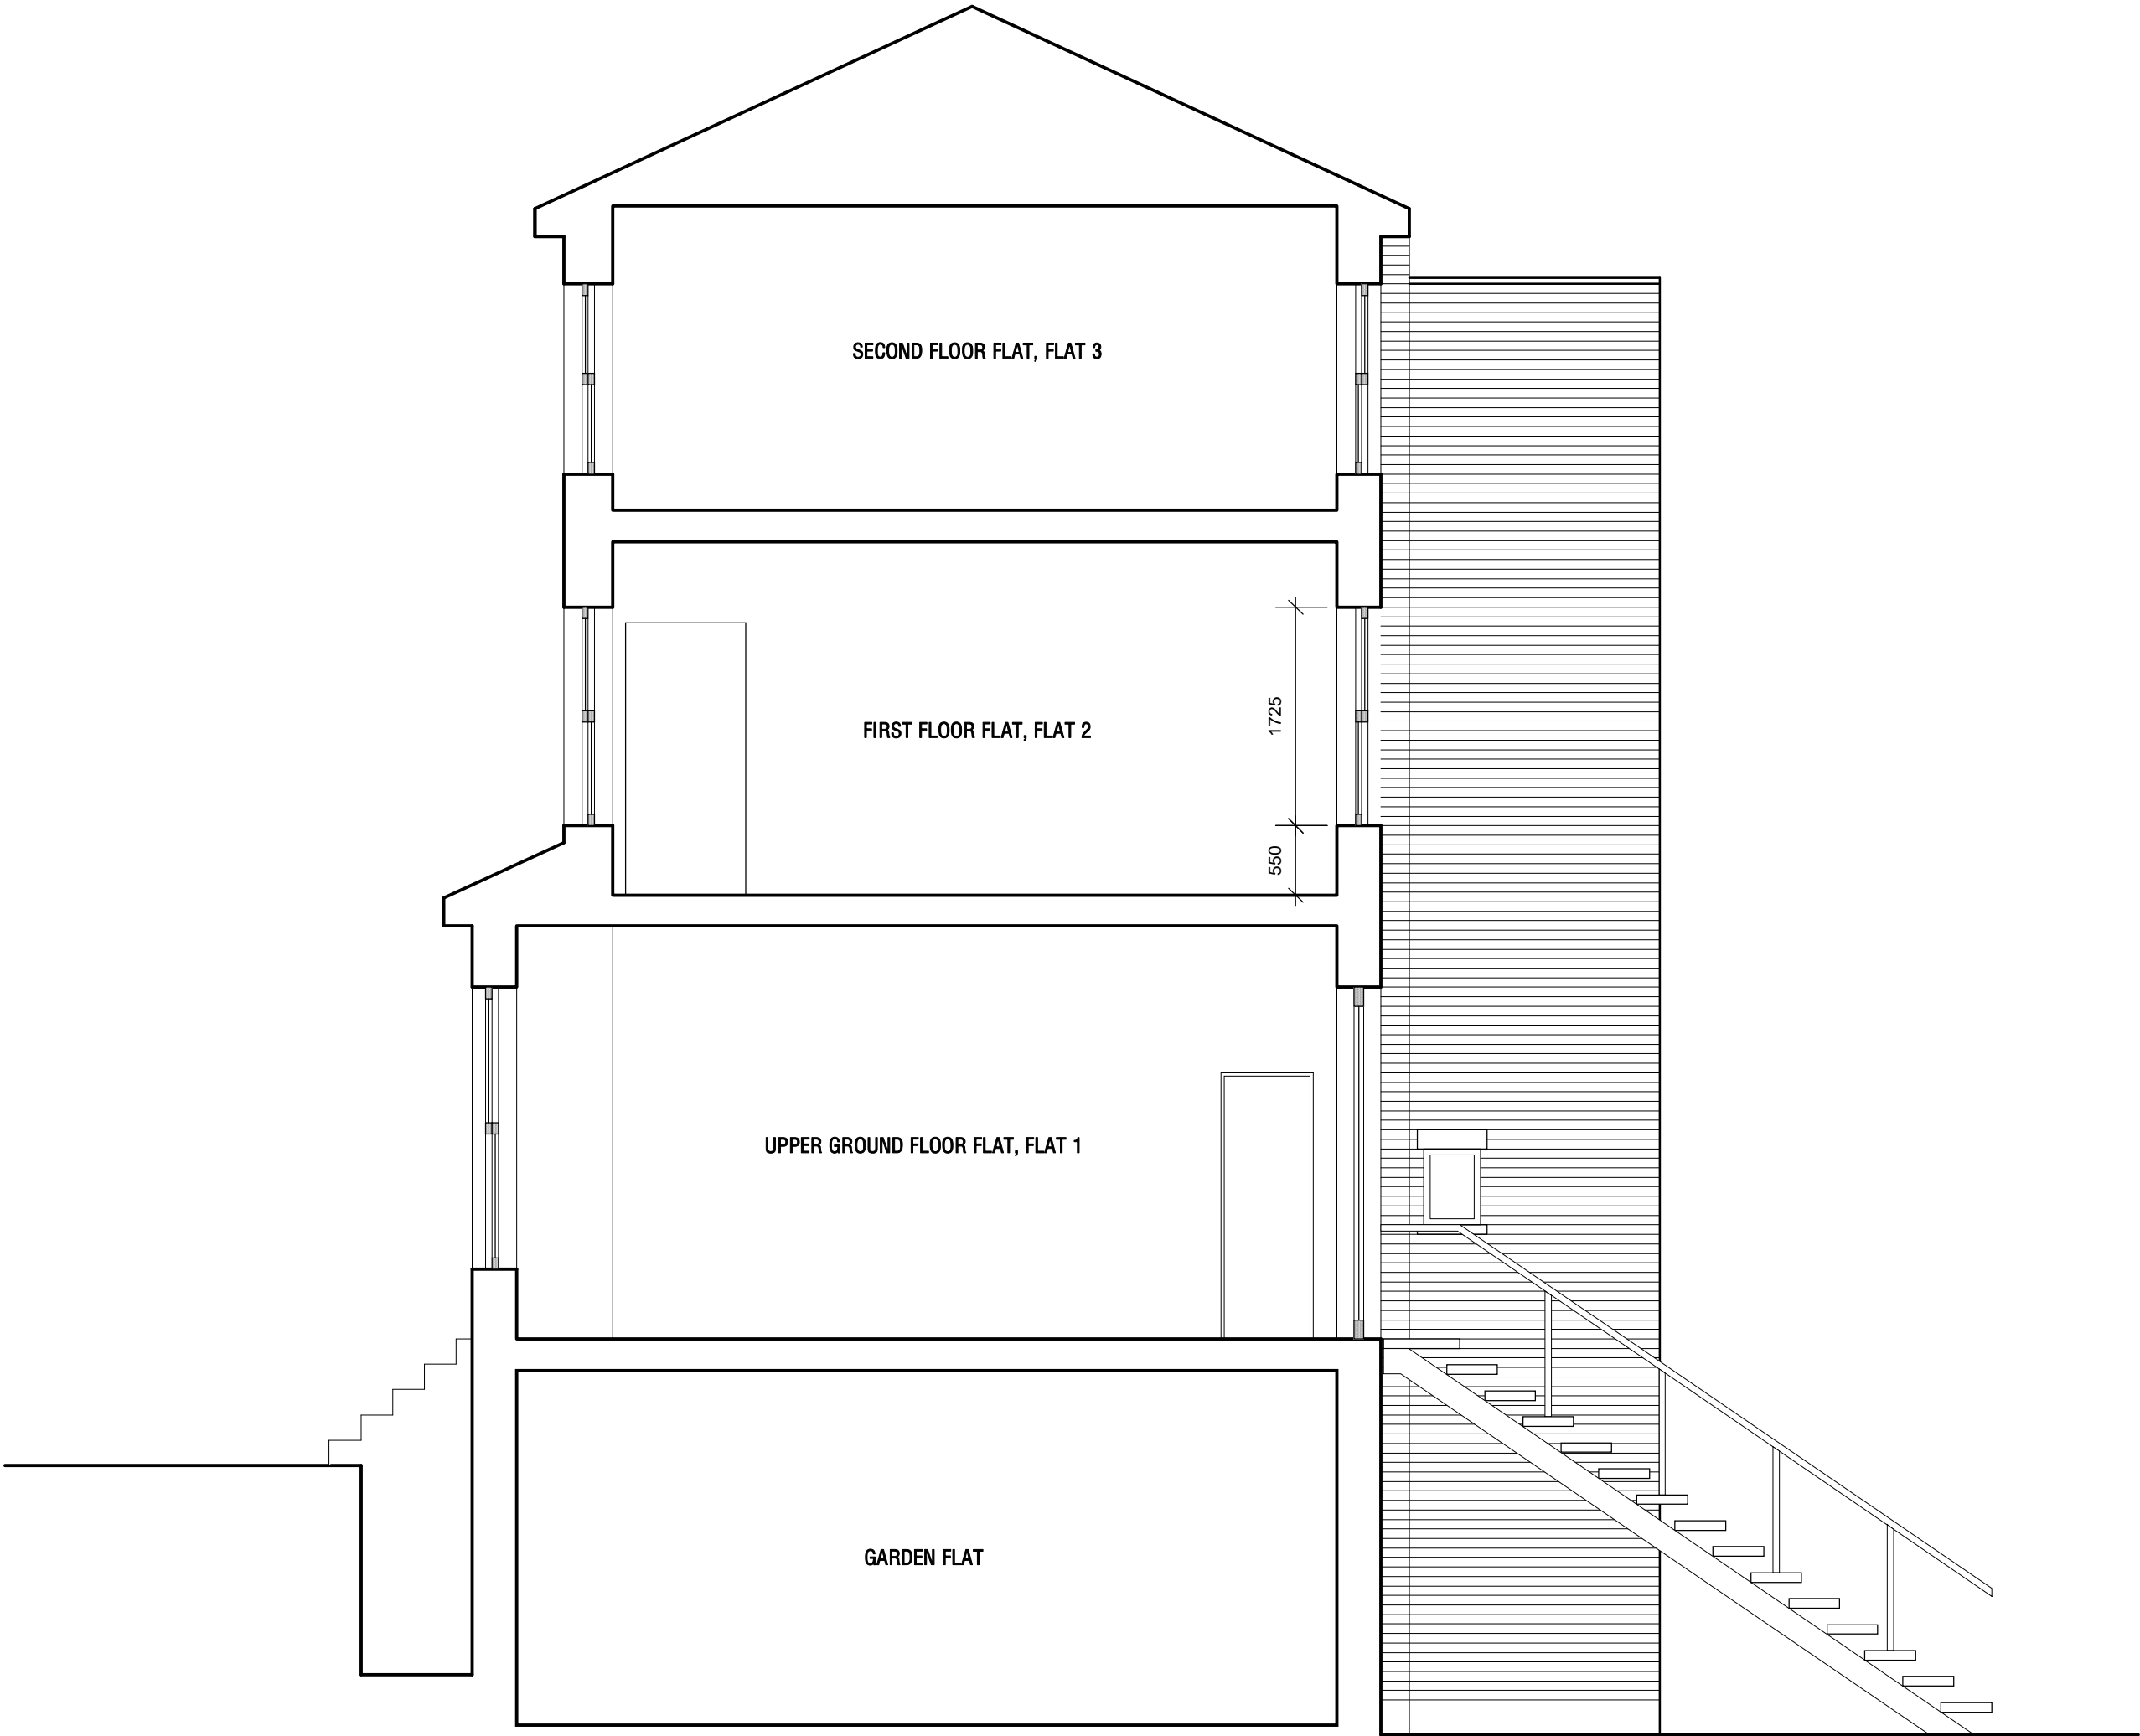 SECOND FLOOR FLAT, FLAT 3
FIRST FLOOR FLAT, FLAT 2
1725
550
UPPER GROUND FLOOR FLAT, FLAT 1
GARDEN FLAT